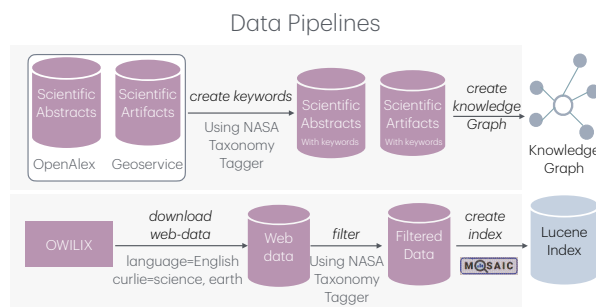 Data Pipelines
Scientific
Abstracts
OpenAlex
Scientific
Artifacts
Geoservice
create keywords
Using NASA
Taxonomy
Tagger
Scientific
Abstracts
With keywords
Scientific
Artifacts
With keywords
create
knowledge
Graph
Knowledge
Graph
OWILIX
download
web-data
language=English
curlie=science, earth
Web
data
filter
Using NASA
Taxonomy
Tagger
Filtered
Data
create
index
MOSAIC
Lucene
Index